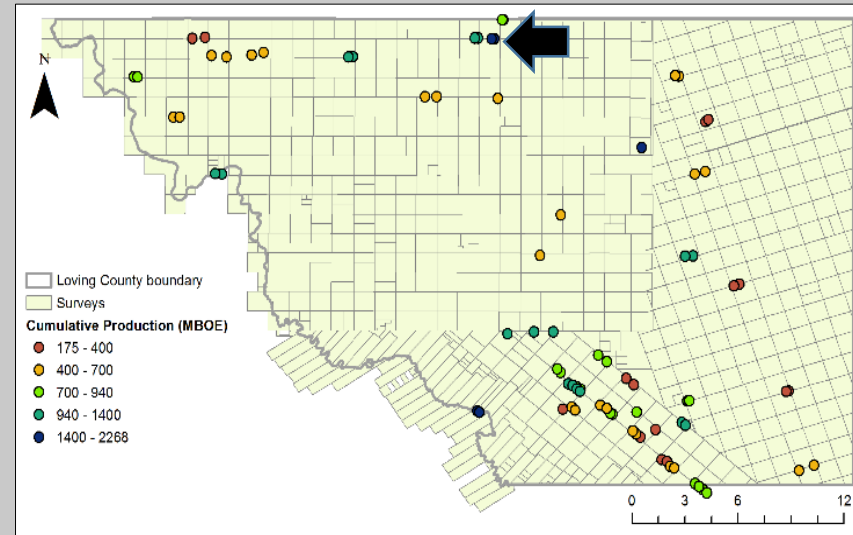 N
Loving County boundary
Surveys
Cumulative Production (MBOE)
175 - 400
400 - 700
700 - 940
940 - 1400
1400 - 2268
0 3 6 12